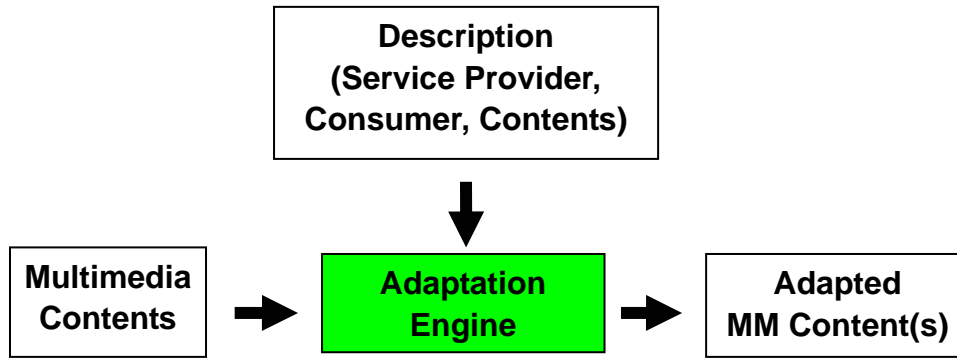 Description
(Service Provider,
Consumer, Contents)
Multimedia
Contents
Adaptation
Engine
Adapted
MM Content(s)